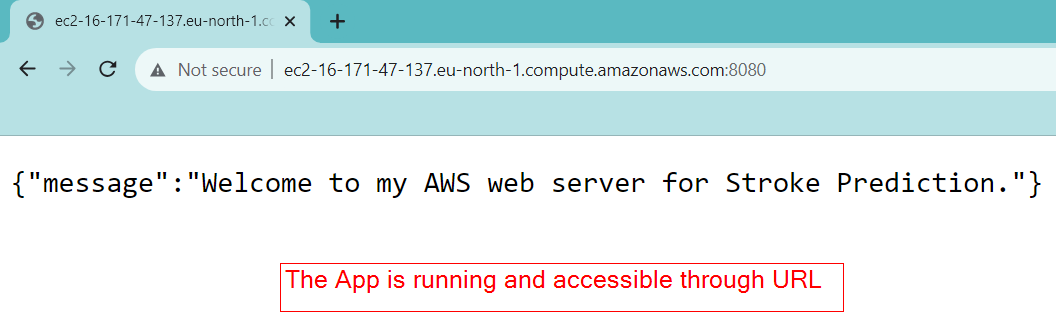 ec2-16-171-47-137.eu-north-1.cc
Not secure | ec2-16-171-47-137.eu-north-1.compute.amazonaws.com:8080
{"message":"Welcome to my AWS web server for Stroke Prediction."}
The App is running and accessible through URL